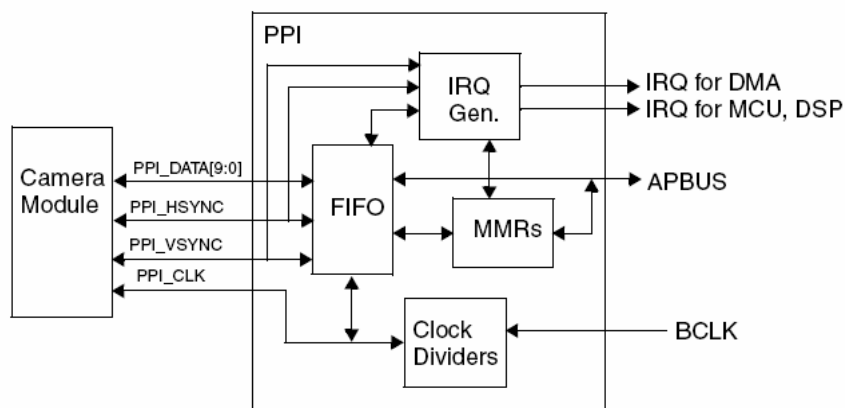 PPI
IRQ
Gen.
IRQ for DMA
IRQ for MCU, DSP
Camera
Module
PPI_DATA[9:0]
PPI_HSYNC
PPI_VSYNC
PPI_CLK
FIFO
APBUS
MMRs
Clock
Dividers
BCLK